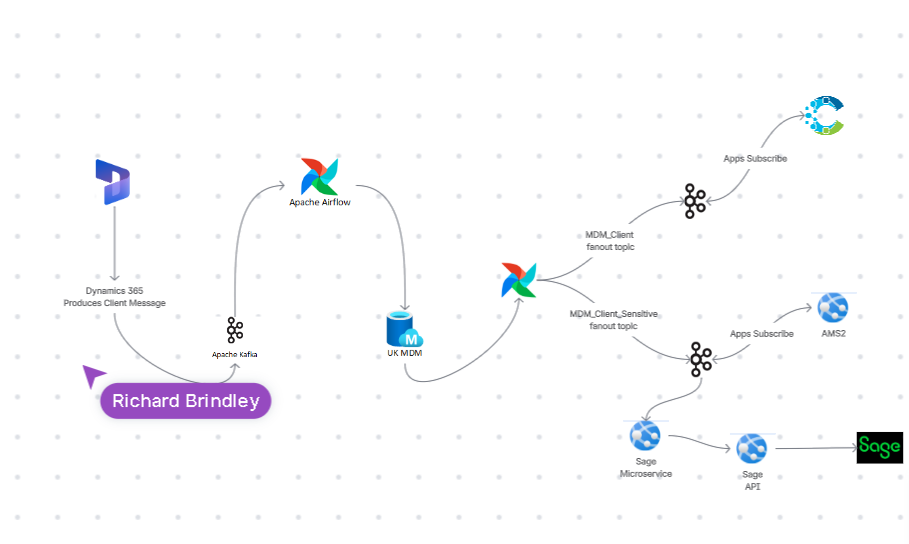 Apps Subscribe
Apache Airflow
MDM_Client
fanout topic
Dynamics 365
Produces Client Message
MDM_Client_Sensitive
fanout topic
Apps Subscribe
AMS2
Apache Kafka
M
UK MDM
Richard Brindley
Sage
Sage
Microservice
Sage
API